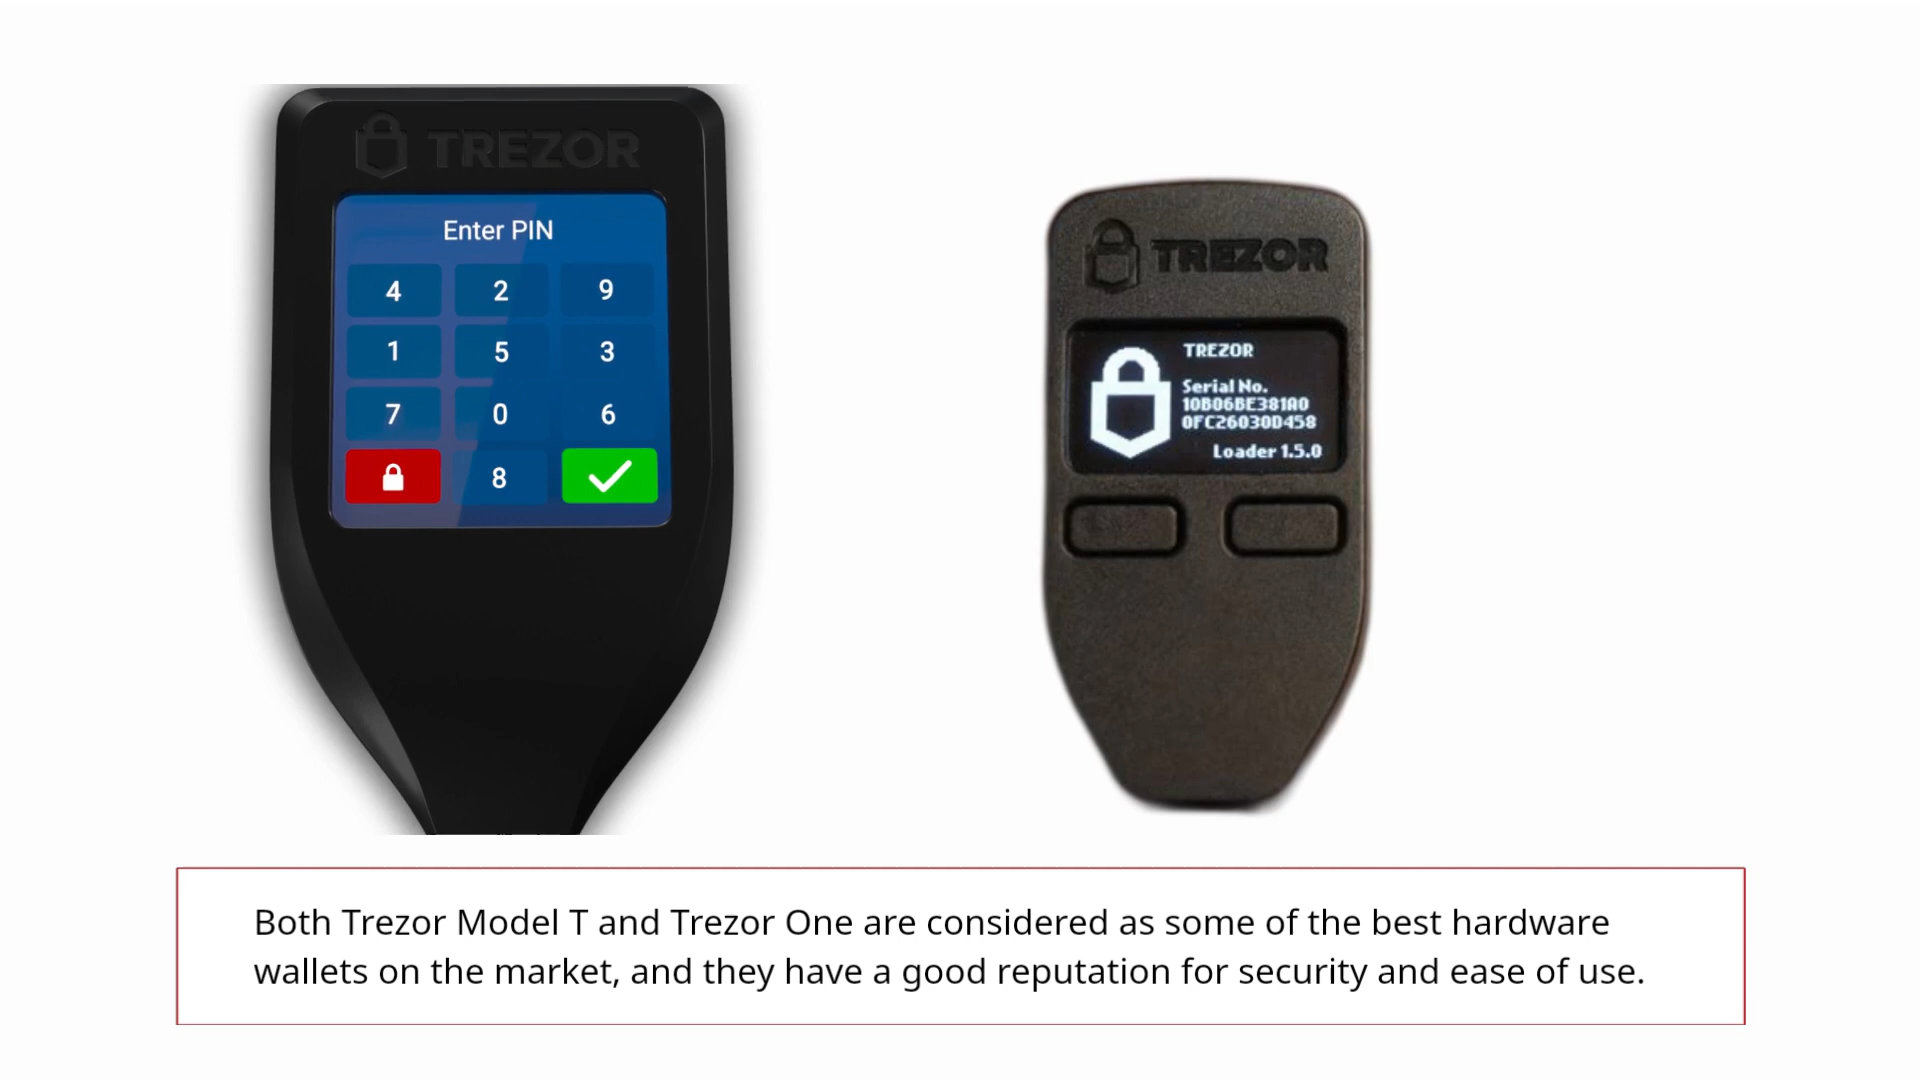 TREZOR
Enter PIN
4 2 9
1 5 3
7 0 6
8
TREZOR
TREZOR
Serial No.
10B06BE381A0
0FC26030D458
Loader 1.5.0
Both Trezor Model T and Trezor One are considered as some of the best hardware
wallets on the market, and they have a good reputation for security and ease of use.